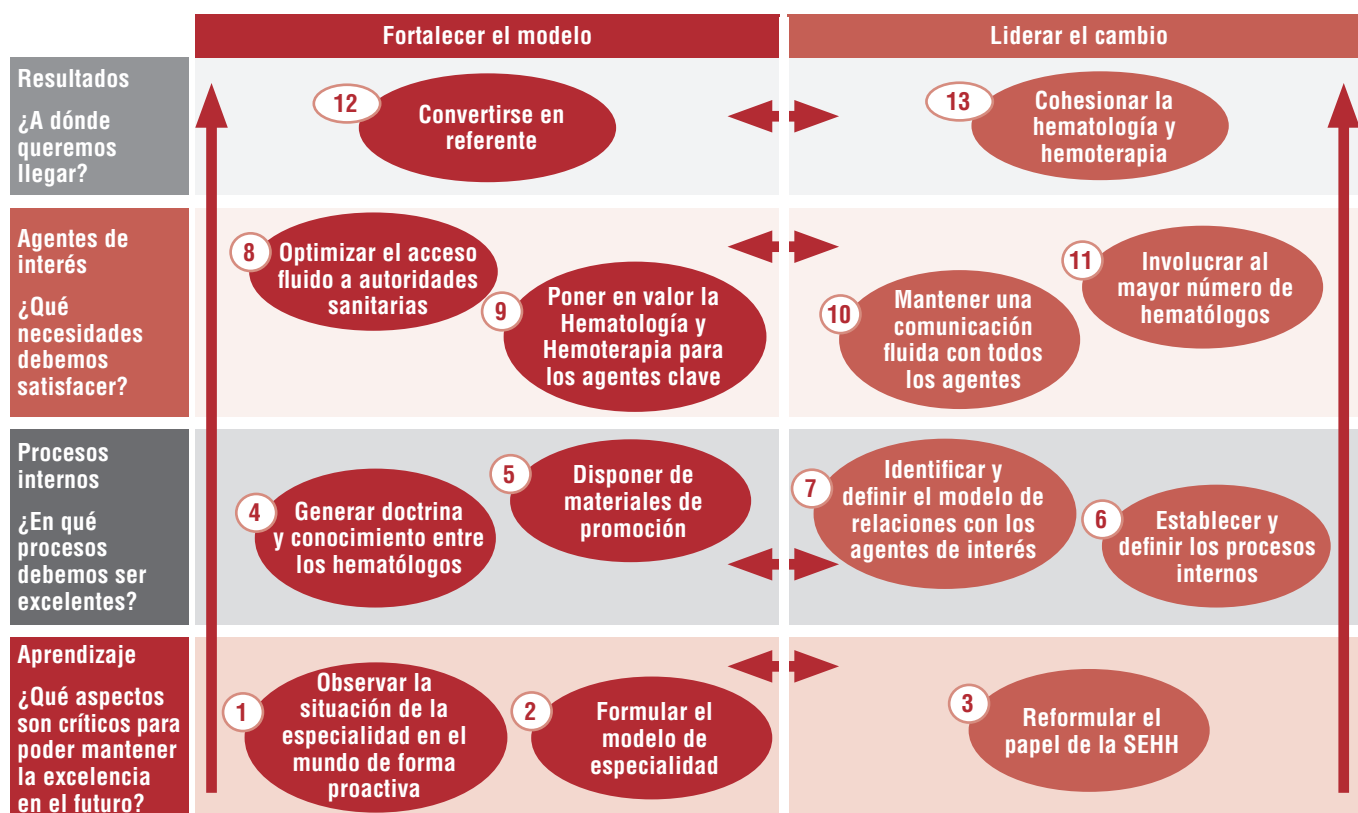 Fortalecer el modelo
Liderar el cambio
Resultados
¿A dónde
queremos
llegar?
12
Convertirse en
referente
13
Cohesionar la
hematología y
hemoterapia
Agentes de
interés
¿Qué
necesidades
debemos
satisfacer?
8
Optimizar el acceso
fluido a autoridades
sanitarias
9
Poner en valor la
Hematología y
Hemoterapia para
los agentes clave
10
Mantener una
comunicación
fluida con todos
los agentes
11
Involucrar al
mayor número de
hematólogos
Procesos
internos
¿En qué
procesos
debemos ser
excelentes?
4
Generar doctrina
y conocimiento entre
los hematólogos
5
Disponer de
materiales de
promoción
7
Identificar y
definir el modelo de
relaciones con los
agentes de interés
6
Establecer y
definir los procesos
internos
Aprendizaje
¿Qué aspectos
son críticos para
poder mantener
la excelencia
en el futuro?
1
Observar la
situación de la
especialidad en el
mundo de forma
proactiva
2
Formular el
modelo de
especialidad
3
Reformular el
papel de la SEHH